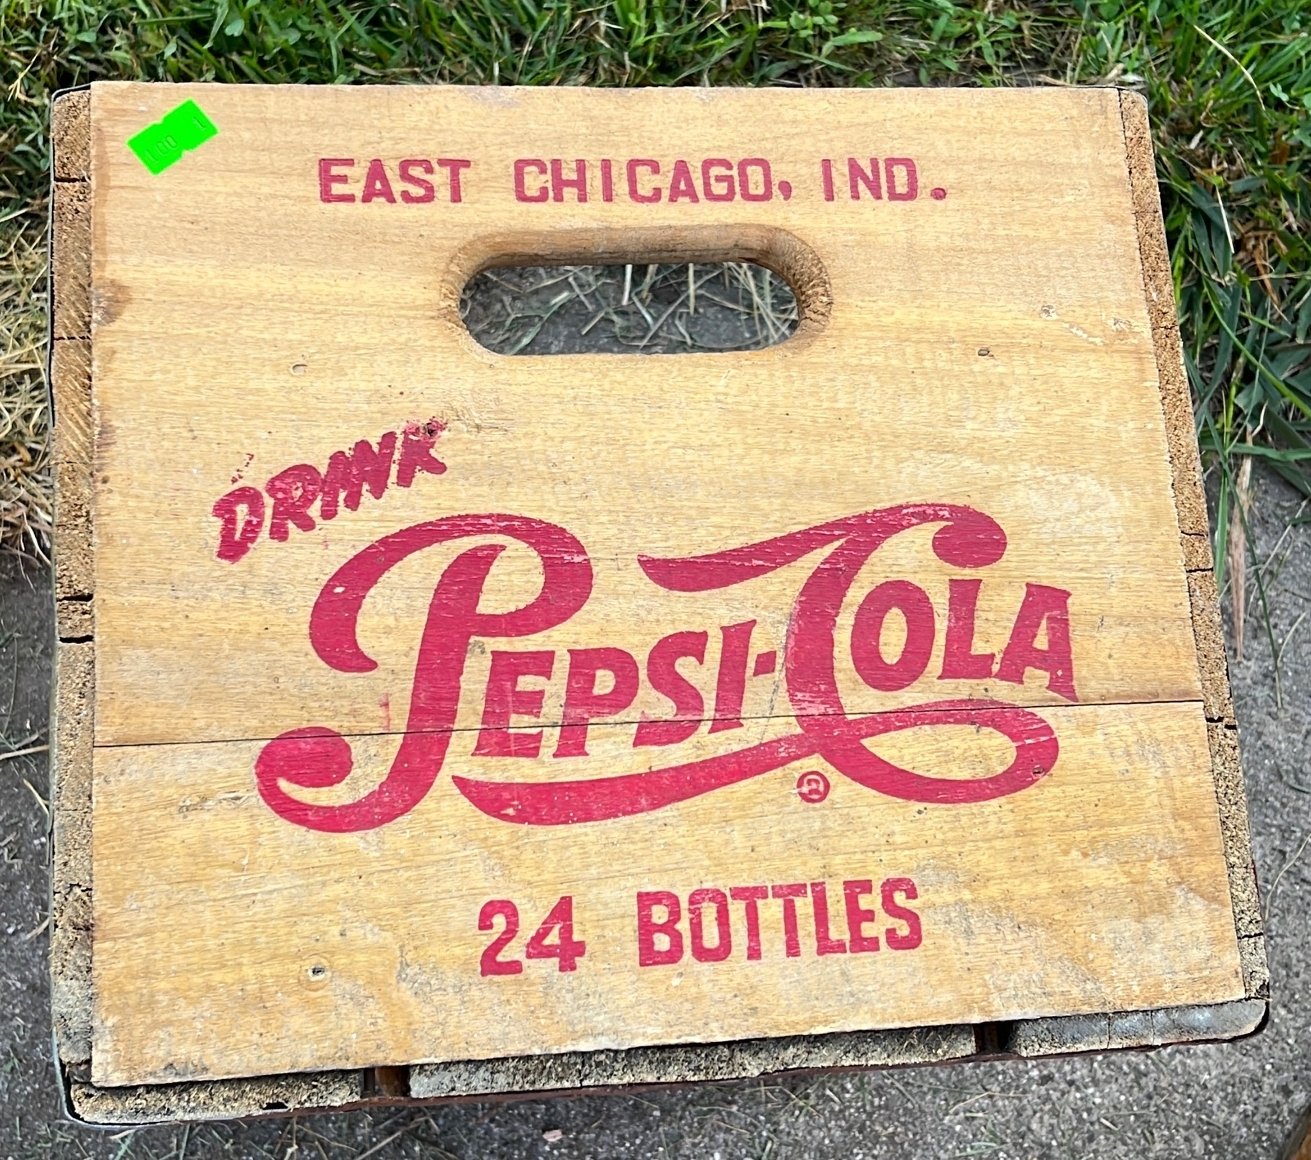 EAST CHICAGO, IND.
DRINK
PEPSI-COLA
®
24 BOTTLES